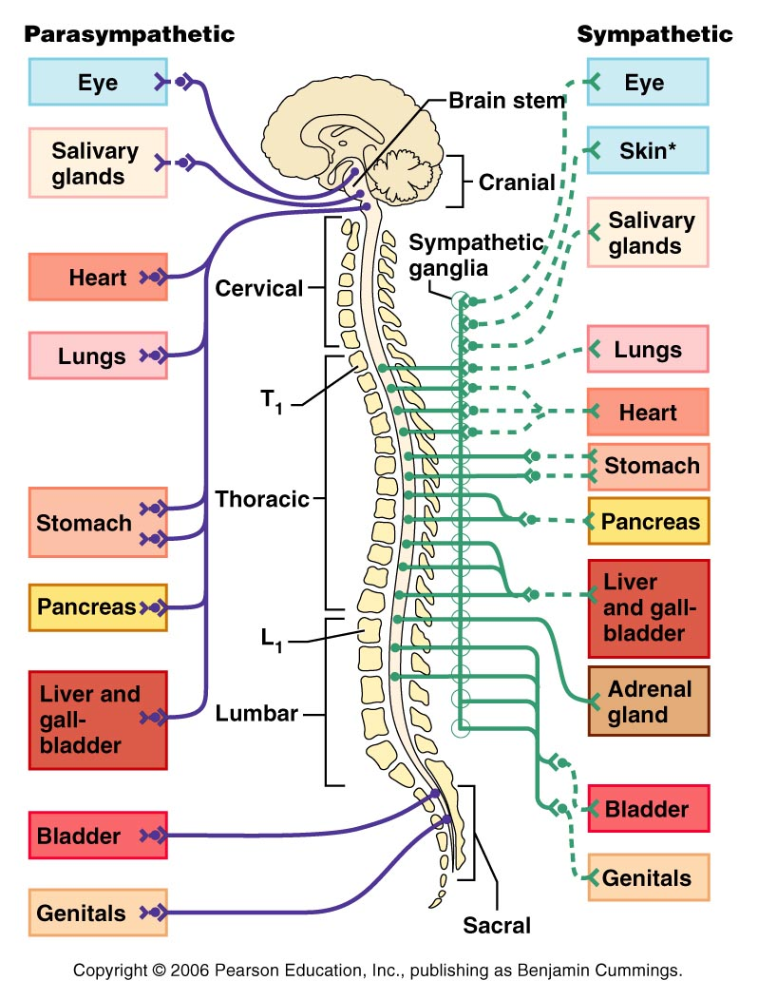 Parasympathetic
Sympathetic
Eye
Salivary
glands
Heart
Lungs
Stomach
Pancreas
Liver and
gall-
bladder
Bladder
Genitals
Brain stem
Cranial
Sympathetic
ganglia
Cervical
T1
Thoracic
L1
Lumbar
Sacral
Eye
Skin*
Salivary
glands
Lungs
Heart
Stomach
Pancreas
Liver
and gall-
bladder
Adrenal
gland
Bladder
Genitals
Copyright © 2006 Pearson Education, Inc., publishing as Benjamin Cummings.